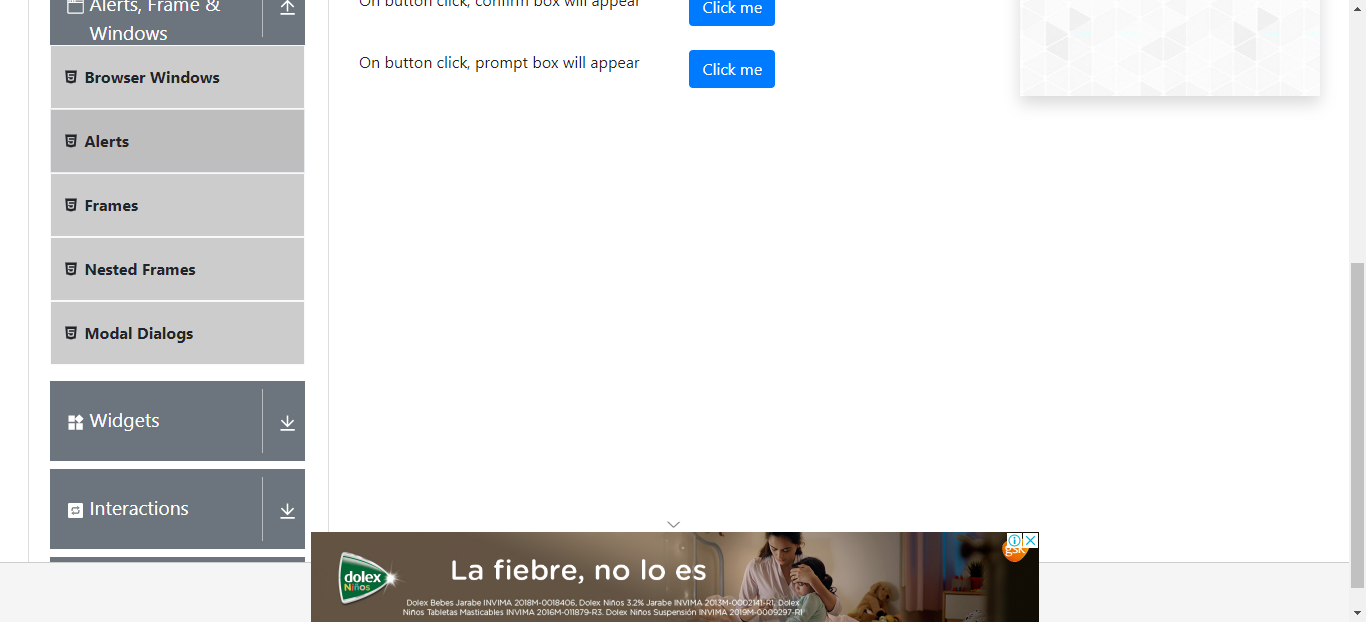 Alerts, Frame &
Windows
Browser Windows
Alerts
Frames
Nested Frames
Modal Dialogs
Widgets
Interactions
On button click, confirm box will appear
Click me
On button click, prompt box will appear
Click me
dolex
Niños
La fiebre, no lo es
Dolex Bebes Jarabe INVIMA 2018M-0018406, Dolex Niños 3.2% Jarabe INVIMA 2013M-0002141-R1, Dolex
Niños Tabletas Masticables INVIMA 2016M-011879-R3. Dolex Niños Suspensión INVIMA 2019M-0009297-R1
gsk